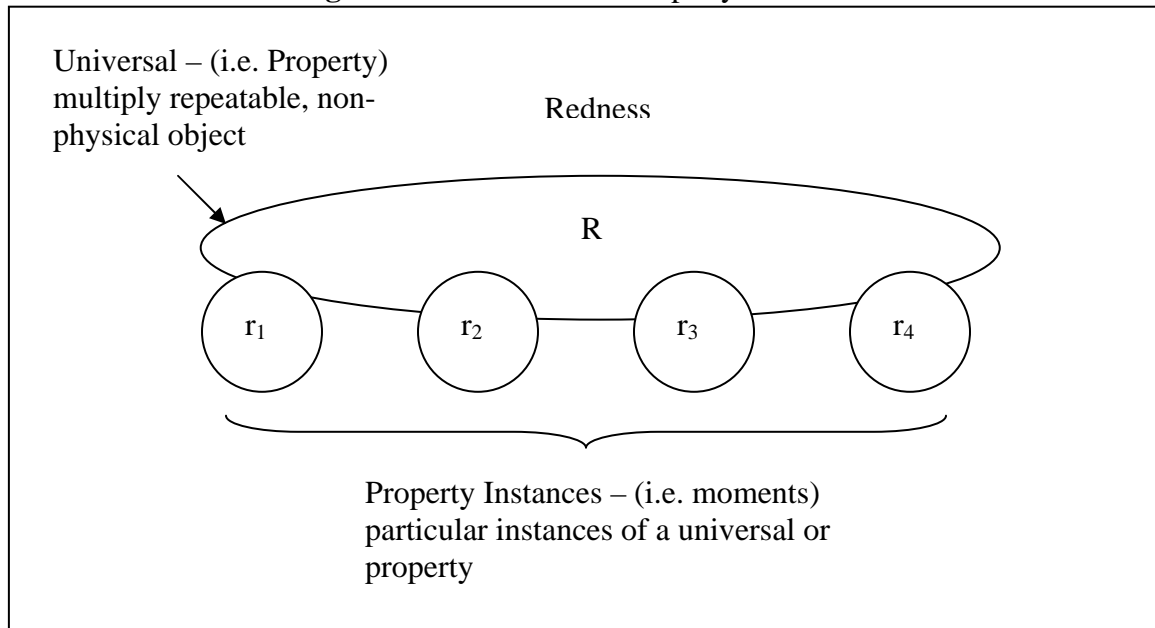 Universal – (i.e. Property)
multiply repeatable, non-
physical object
Redness
R
r₁ r₂ r₃ r₄
Property Instances – (i.e. moments)
particular instances of a universal or
property